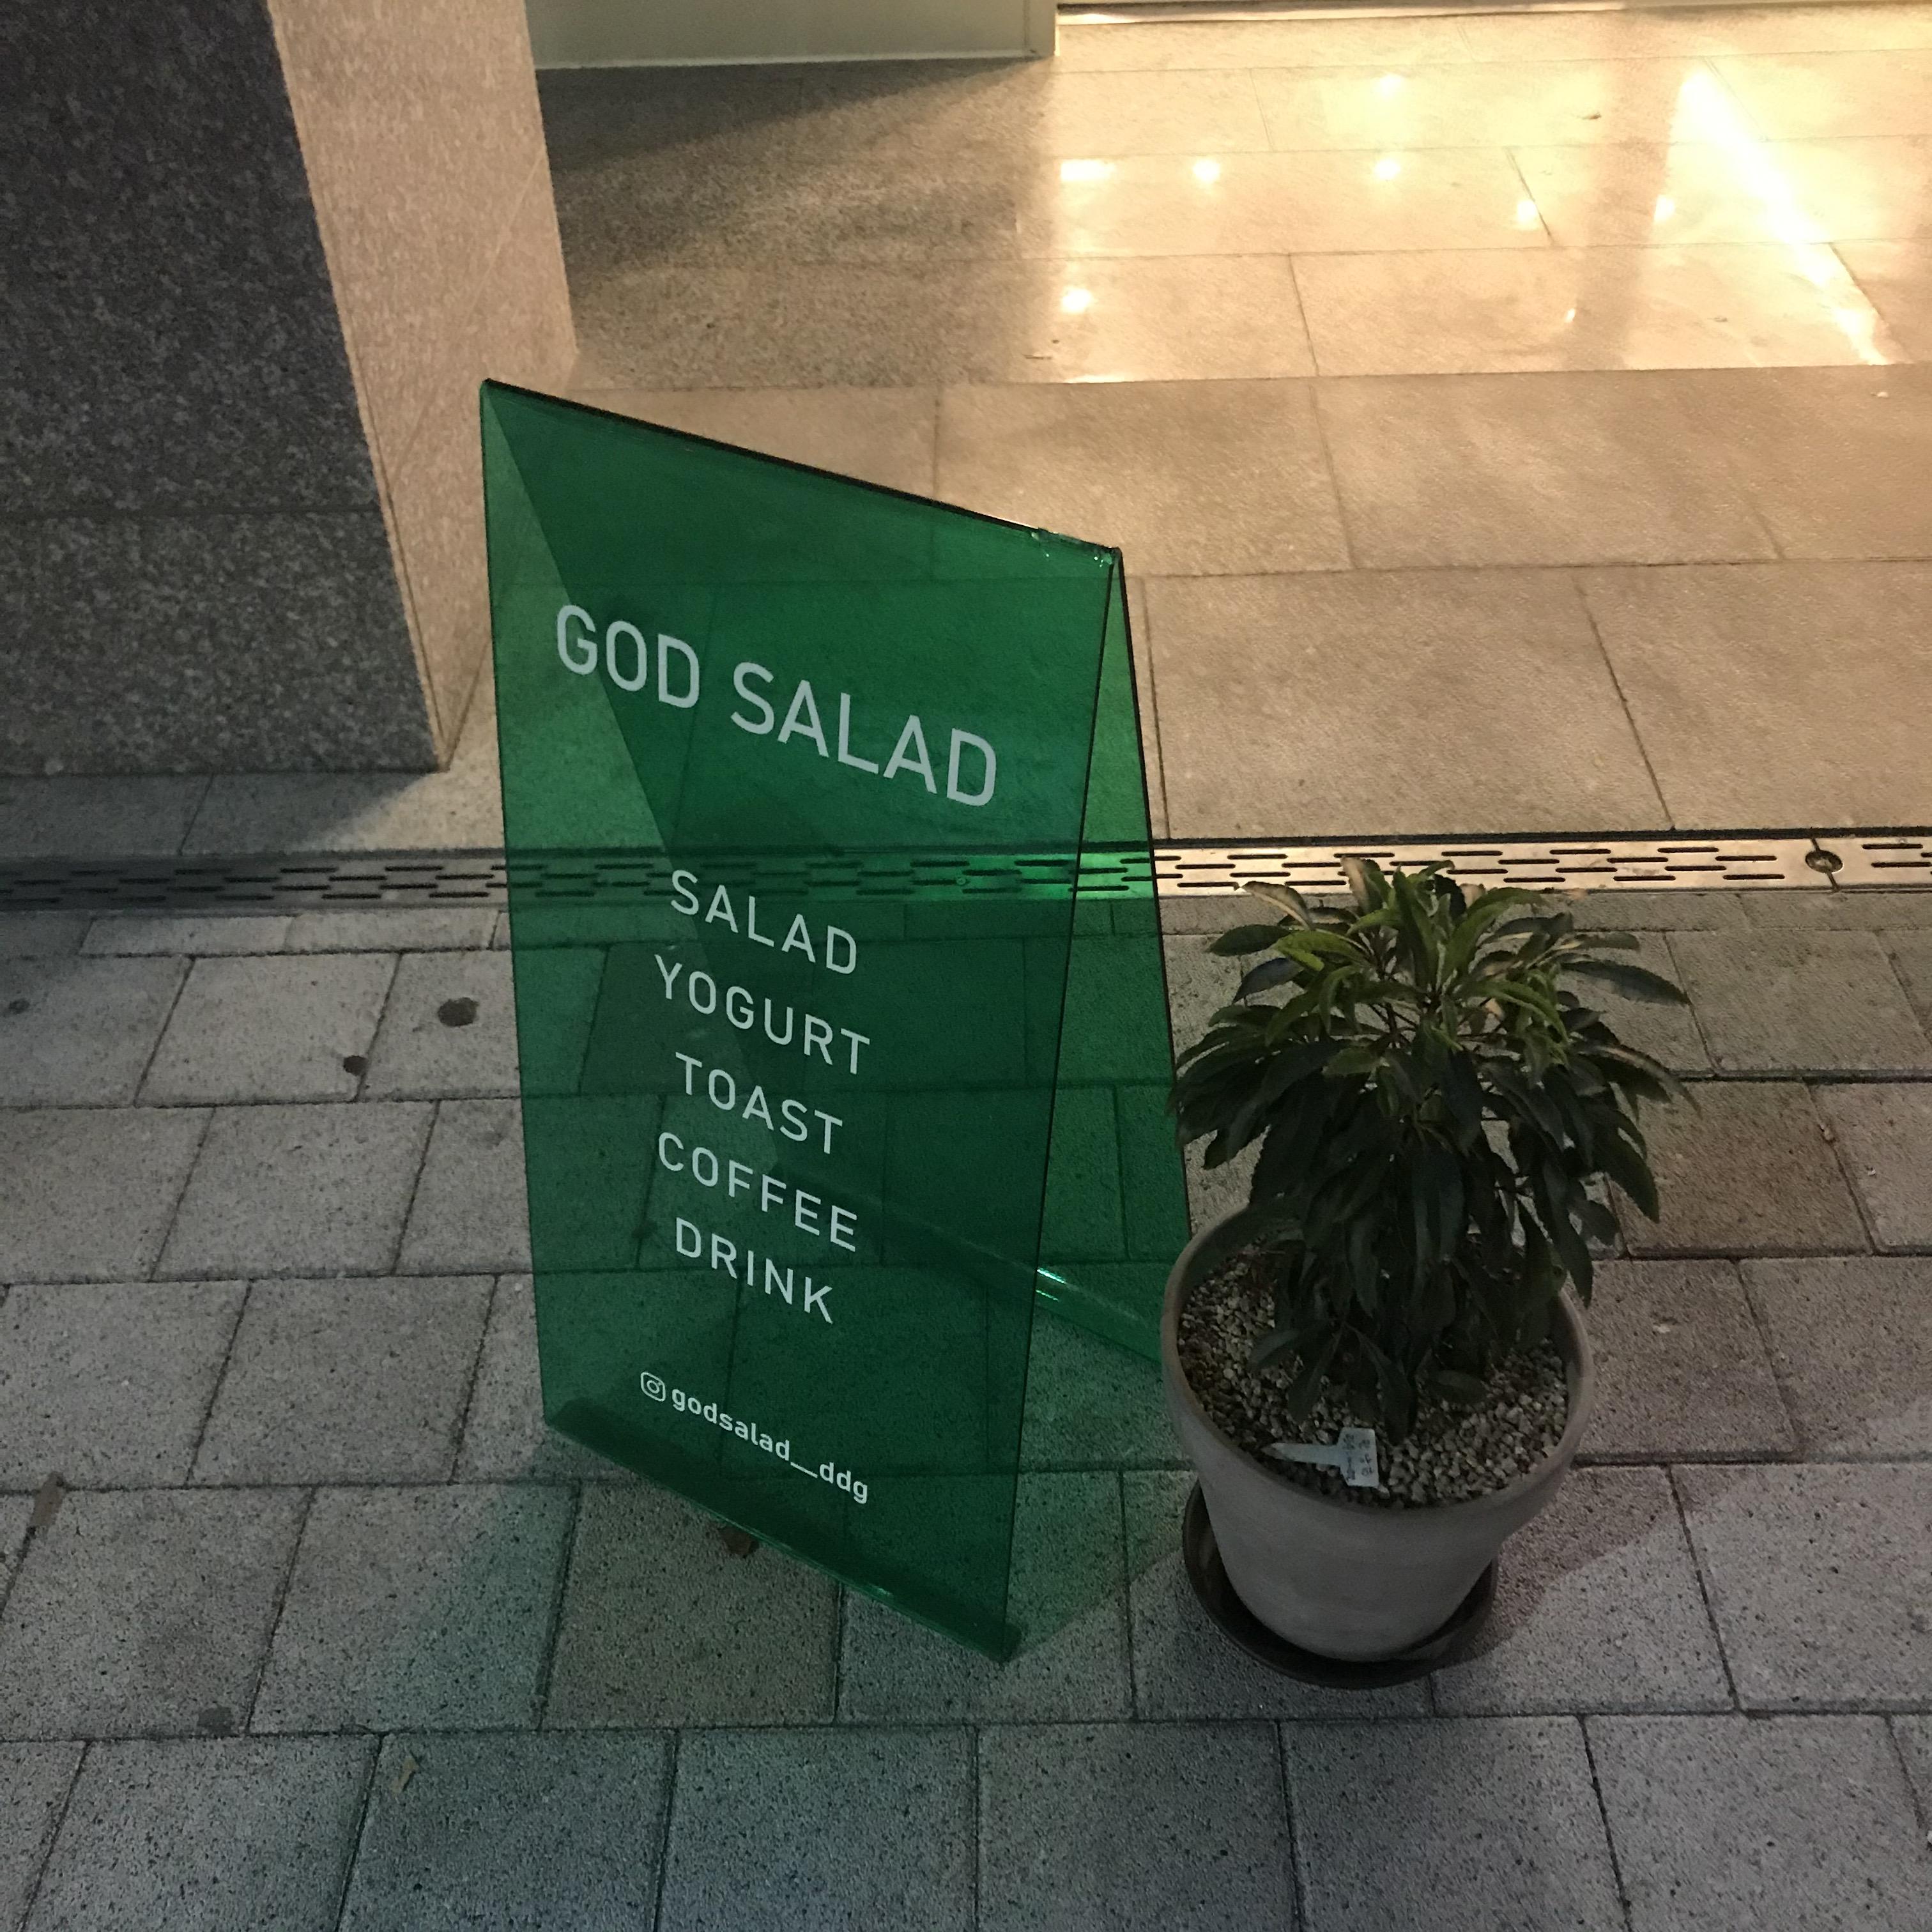 GOD SALAD
SALAD
YOGURT
TOAST
COFFEE
DRINK
godsalad__ddg